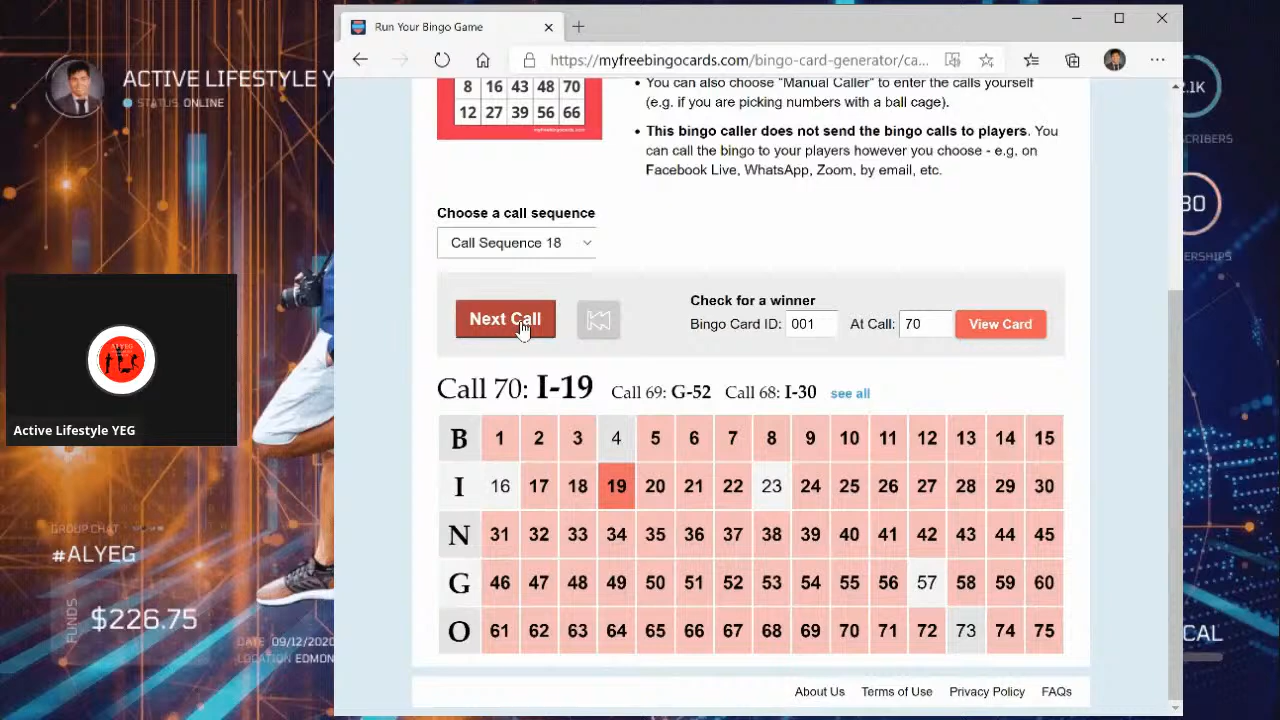 Run Your Bingo Game
https://myfreebingocards.com/bingo-card-generator/ca...
ACTIVE LIFESTYLE Y
STATUS ONLINE
8 16 43 48 70
12 27 39 56 66
myfreebingocards.com
You can also choose "Manual Caller" to enter the calls yourself
(e.g. if you are picking numbers with a ball cage).
This bingo caller does not send the bingo calls to players. You
can call the bingo to your players however you choose - e.g. on
Facebook Live, WhatsApp, Zoom, by email, etc.
.1K
SCRIBERS
30
ERSHIPS
Choose a call sequence
Call Sequence 18
Next Call
Check for a winner
Bingo Card ID: 001 At Call: 70 View Card
ALYEG
Active Lifestyle YEG
Call 70: I-19 Call 69: G-52 Call 68: I-30 see all
B 1 2 3 4 5 6 7 8 9 10 11 12 13 14 15
I 16 17 18 19 20 21 22 23 24 25 26 27 28 29 30
N 31 32 33 34 35 36 37 38 39 40 41 42 43 44 45
G 46 47 48 49 50 51 52 53 54 55 56 57 58 59 60
O 61 62 63 64 65 66 67 68 69 70 71 72 73 74 75
GROUP CHAT
#ALYEG
FUNDS
$226.75
DATE 09/12/2020
LOCATION EDMON
CAL
About Us Terms of Use Privacy Policy FAQs